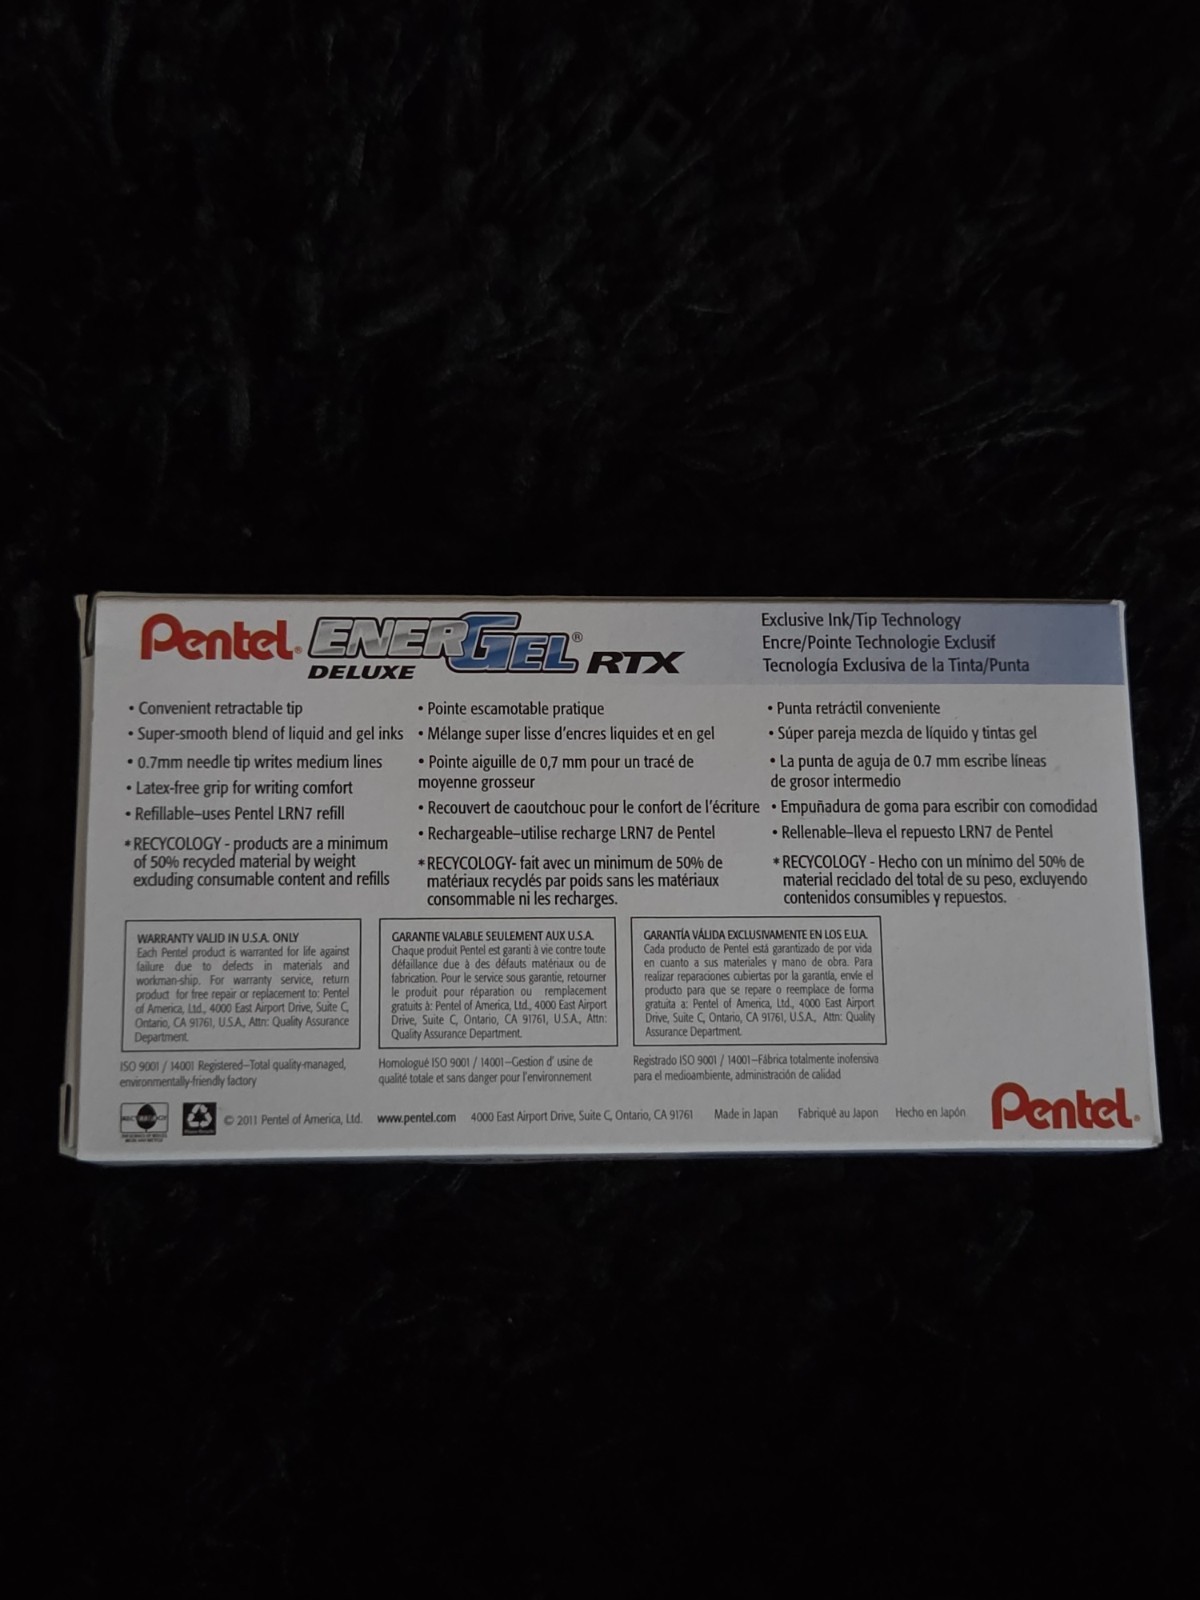 Pentel® ENERGEL® DELUXE RTX
Exclusive Ink/Tip Technology
Encre/Pointe Technologie Exclusif
Tecnología Exclusiva de la Tinta/Punta
• Convenient retractable tip
• Super-smooth blend of liquid and gel inks
• 0.7mm needle tip writes medium lines
• Latex-free grip for writing comfort
• Refillable–uses Pentel LRN7 refill
*RECYCOLOGY - products are a minimum
of 50% recycled material by weight
excluding consumable content and refills
• Pointe escamotable pratique
• Mélange super lisse d'encres liquides et en gel
• Pointe aiguille de 0,7 mm pour un tracé de
moyenne grosseur
• Recouvert de caoutchouc pour le confort de l'écriture
• Rechargeable–utilise recharge LRN7 de Pentel
*RECYCOLOGY- fait avec un minimum de 50% de
matériaux recyclés par poids sans les matériaux
consommable ni les recharges.
• Punta retráctil conveniente
• Súper pareja mezcla de líquido y tintas gel
• La punta de aguja de 0.7 mm escribe líneas
de grosor intermedio
• Empuñadura de goma para escribir con comodidad
• Rellenable–lleva el repuesto LRN7 de Pentel
*RECYCOLOGY - Hecho con un mínimo del 50% de
material reciclado del total de su peso, excluyendo
contenidos consumibles y repuestos.
WARRANTY VALID IN U.S.A. ONLY
Each Pentel product is warranted for life against
failure due to defects in materials and
workman-ship. For warranty service, return
product for free repair or replacement to: Pentel
of America, Ltd., 4000 East Airport Drive, Suite C,
Ontario, CA 91761, U.S.A., Attn: Quality Assurance
Department.
GARANTIE VALABLE SEULEMENT AUX U.S.A.
Chaque produit Pentel est garanti à vie contre toute
défaillance due à des défauts matériaux ou de
fabrication. Pour le service sous garantie, retourner
le produit pour réparation ou remplacement
gratuits à: Pentel of America, Ltd., 4000 East Airport
Drive, Suite C, Ontario, CA 91761, U.S.A., Attn:
Quality Assurance Department.
GARANTÍA VÁLIDA EXCLUSIVAMENTE EN LOS E.U.A.
Cada producto de Pentel está garantizado de por vida
en cuanto a sus materiales y mano de obra. Para
realizar reparaciones cubiertas por la garantía, envíe el
producto para que se repare o reemplace de forma
gratuita a: Pentel of America, Ltd., 4000 East Airport
Drive, Suite C, Ontario, CA 91761, U.S.A., Attn: Quality
Assurance Department.
ISO 9001 / 14001 Registered–Total quality-managed,
environmentally-friendly factory
Homologué ISO 9001 / 14001–Gestion d' usine de
qualité totale et sans danger pour l'environnement
Registrado ISO 9001 / 14001–Fábrica totalmente inofensiva
para el medioambiente, administración de calidad
© 2011 Pentel of America, Ltd. www.pentel.com 4000 East Airport Drive, Suite C, Ontario, CA 91761 Made in Japan Fabriqué au Japon Hecho en Japón
Pentel®